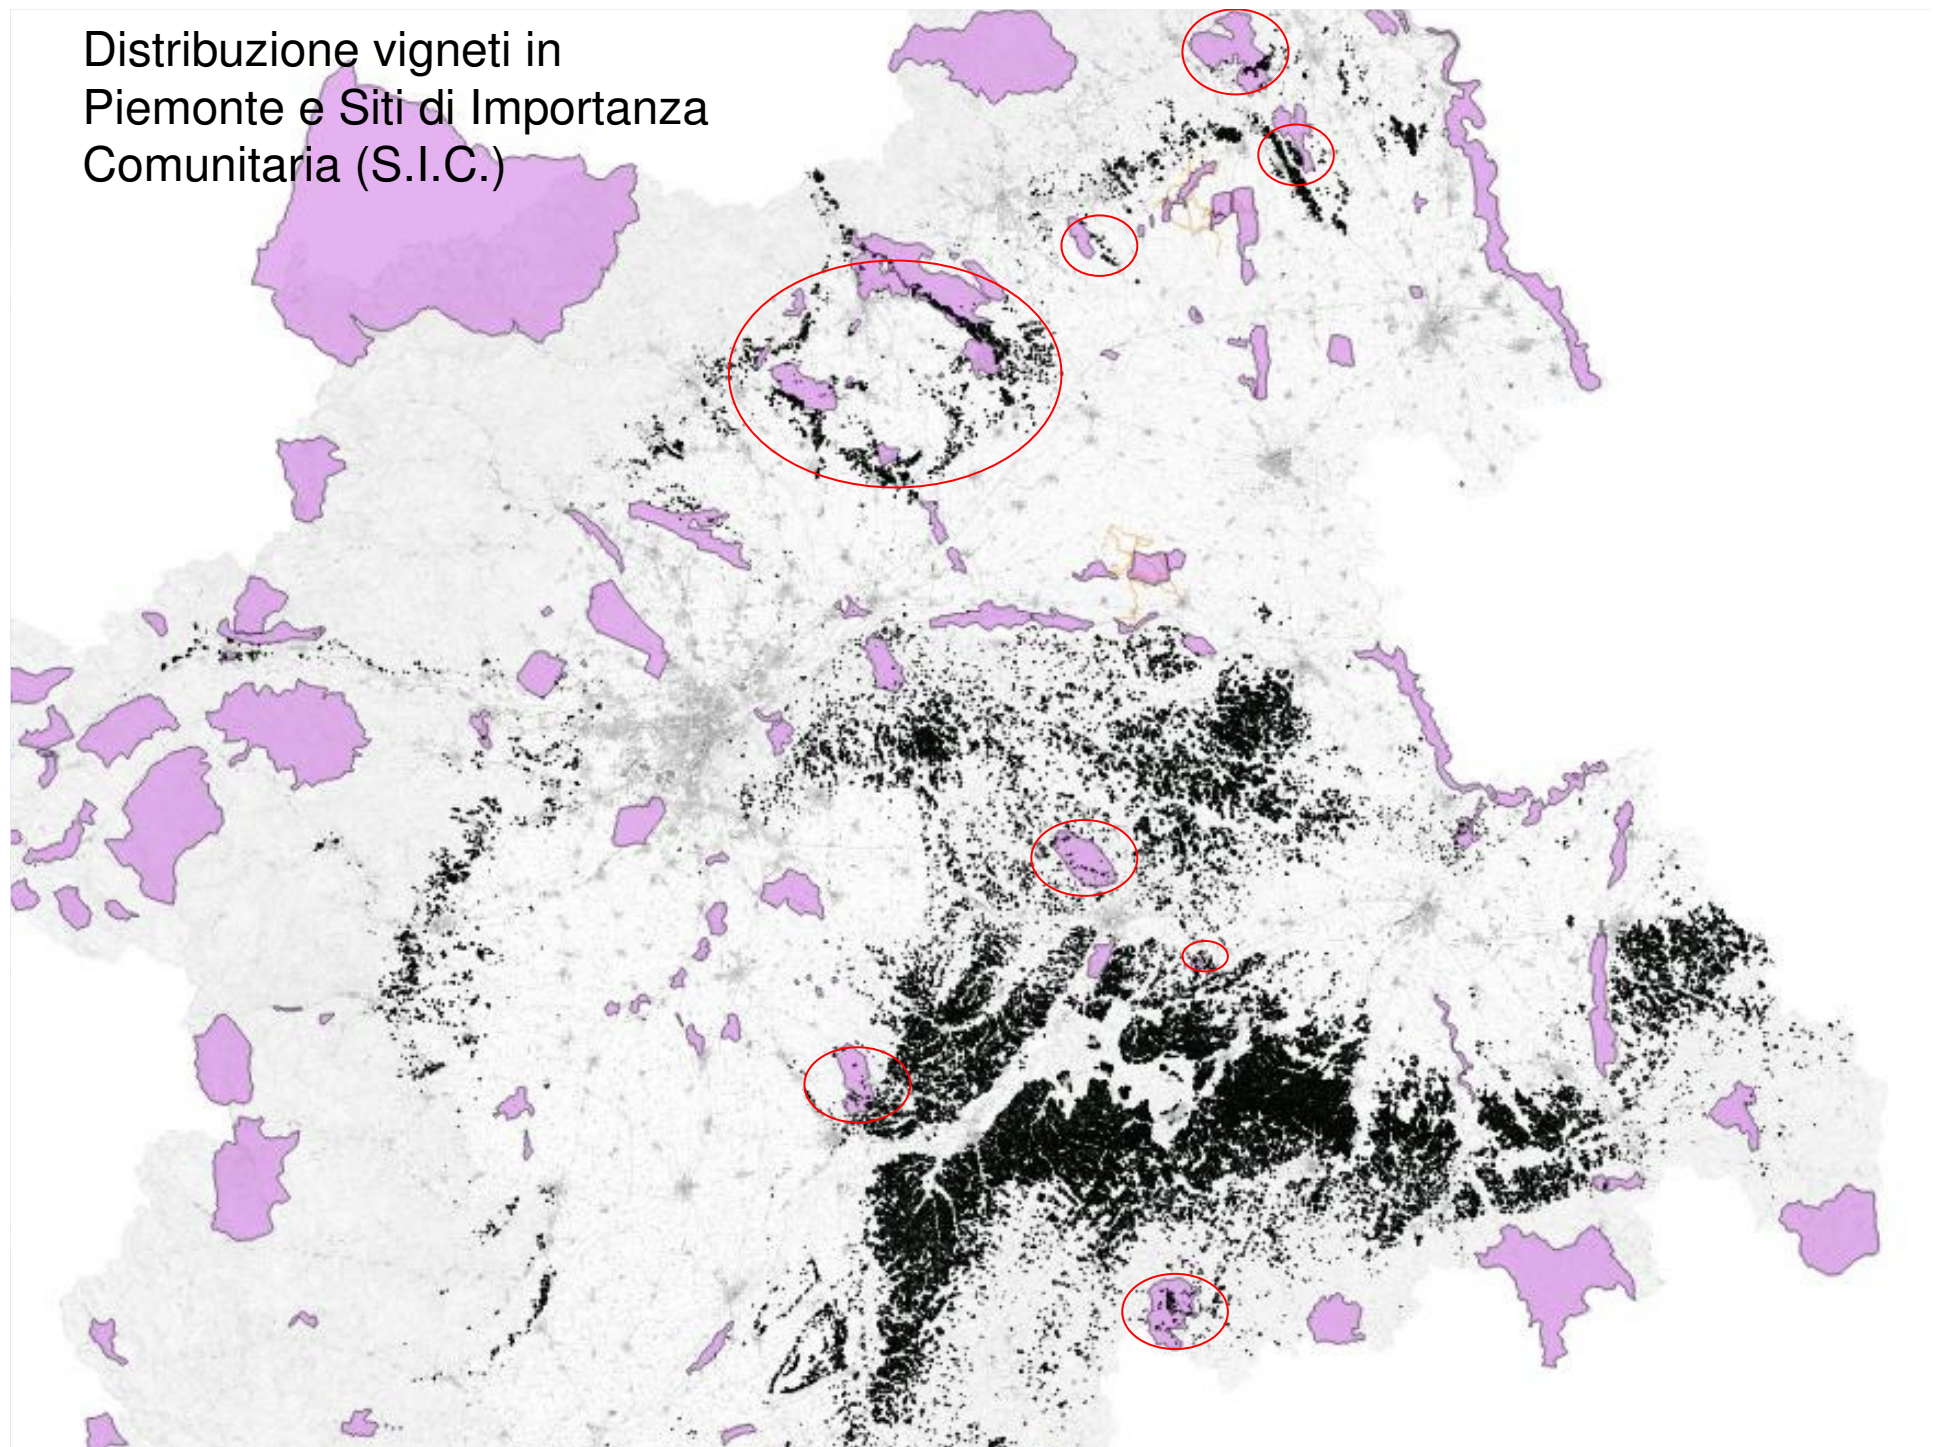 Distribuzione vigneti in
Piemonte e Siti di Importanza
Comunitaria (S.I.C.)